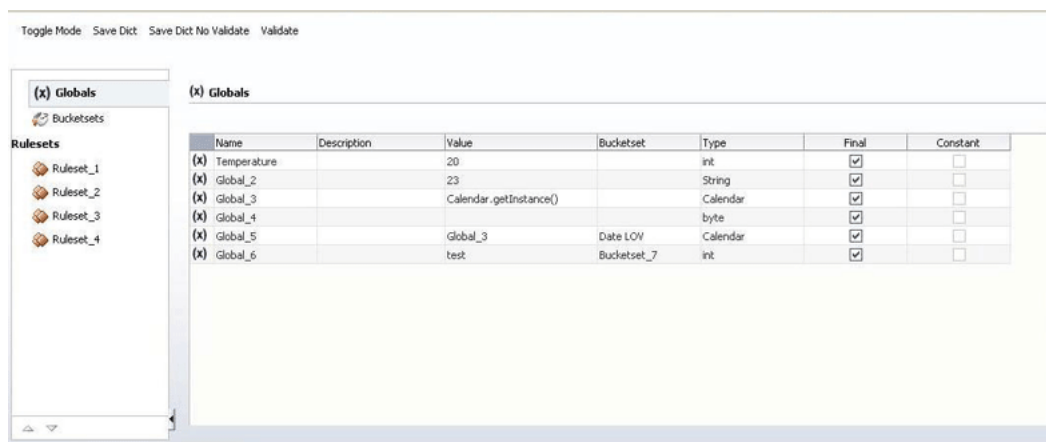 Toggle Mode Save Dict Save Dict No Validate Validate
(x) Globals
Bucketsets
Rulesets
Ruleset_1
Ruleset_2
Ruleset_3
Ruleset_4
(x) Globals
Name Description Value Bucketset Type Final Constant
(x) Temperature 20 int
(x) Global_2 23 String
(x) Global_3 Calendar.getInstance() Calendar
(x) Global_4 byte
(x) Global_5 Global_3 Date LOV Calendar
(x) Global_6 test Bucketset_7 int